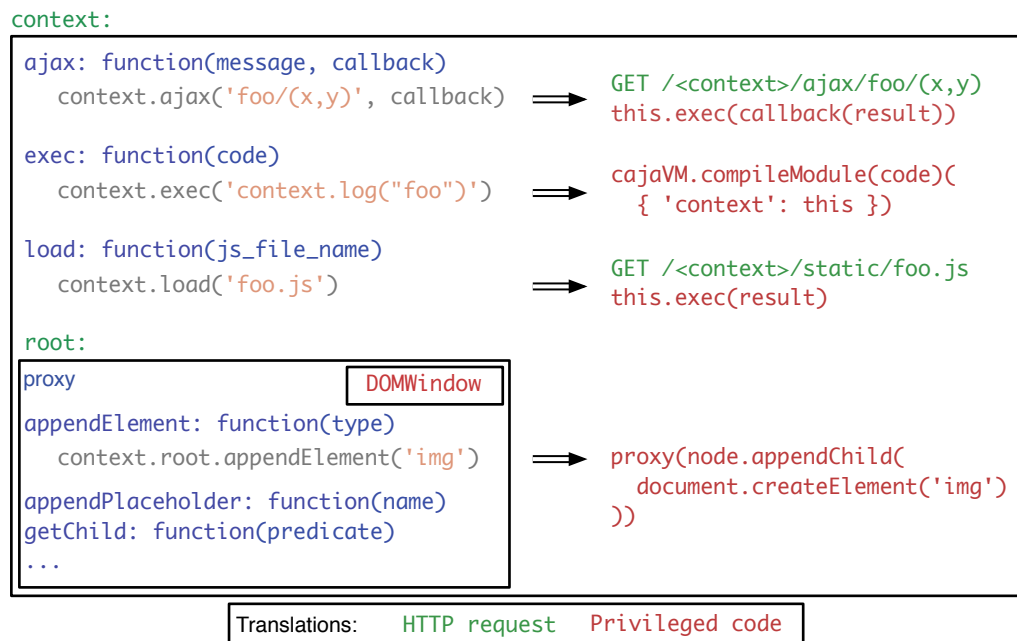 context:
ajax: function(message, callback)
context.ajax('foo/(x,y)', callback)
GET /<context>/ajax/foo/(x,y)
this.exec(callback(result))
exec: function(code)
context.exec('context.log("foo")')
cajaVM.compileModule(code)(
{ 'context': this })
load: function(js_file_name)
context.load('foo.js')
GET /<context>/static/foo.js
this.exec(result)
root:
proxy
DOMWindow
appendElement: function(type)
context.root.appendElement('img')
proxy(node.appendChild(
document.createElement('img')
))
appendPlaceholder: function(name)
getChild: function(predicate)
...
Translations: HTTP request Privileged code